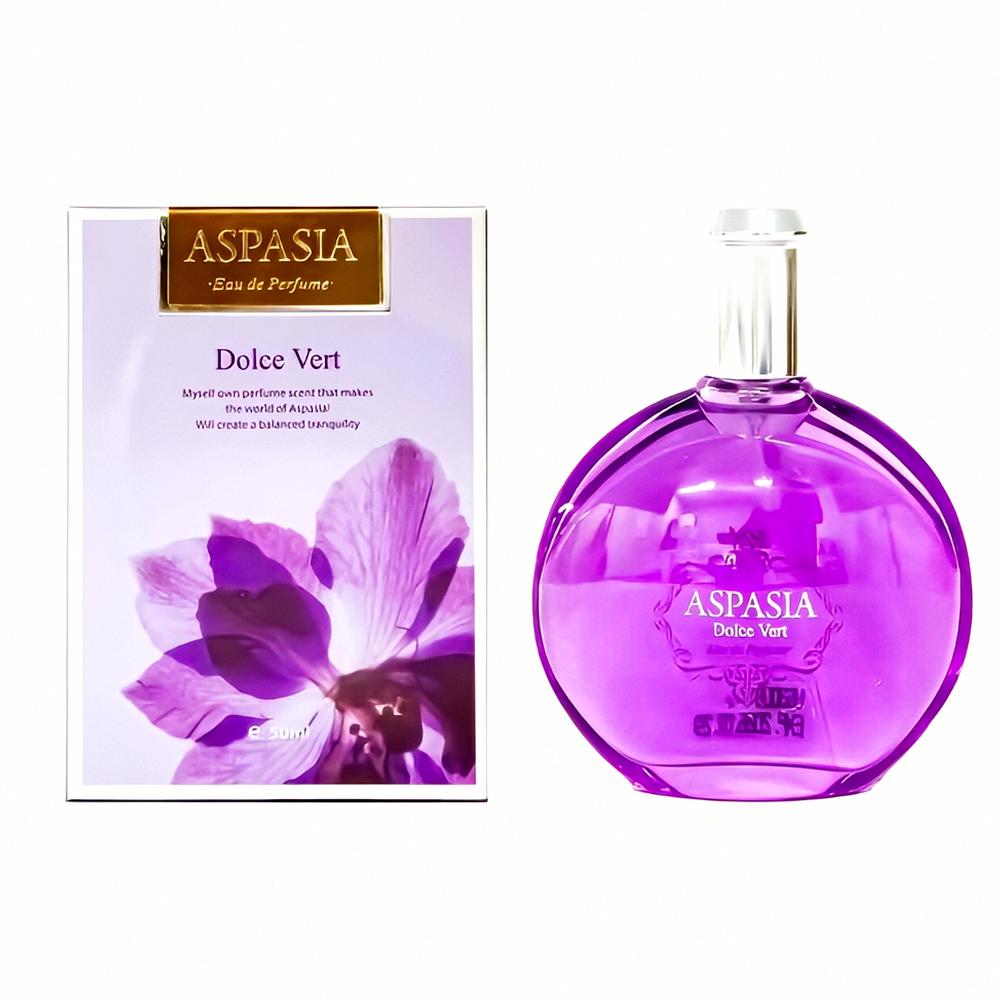 ASPASIA
·Eau de Perfume·
Dolce Vert
Myself own perfume scent that makes
the world of Aspasia!
Will create a balanced tranquility
e 50ml
ASPASIA
Dolce Vert